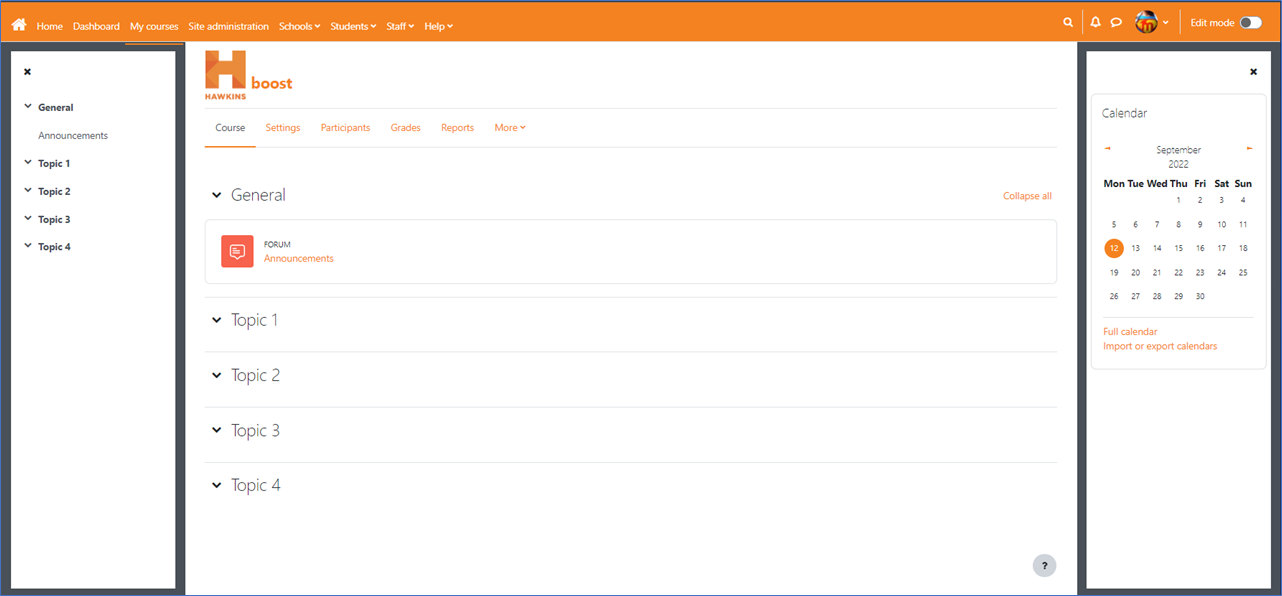 Home Dashboard My courses Site administration Schools Students Staff Help Edit mode
General
Announcements
Topic 1
Topic 2
Topic 3
Topic 4
H boost
HAWKINS
Course Settings Participants Grades Reports More
General Collapse all
FORUM
Announcements
Topic 1
Topic 2
Topic 3
Topic 4
?
Calendar
September
2022
Mon Tue Wed Thu Fri Sat Sun
1 2 3 4
5 6 7 8 9 10 11
12 13 14 15 16 17 18
19 20 21 22 23 24 25
26 27 28 29 30
Full calendar
Import or export calendars